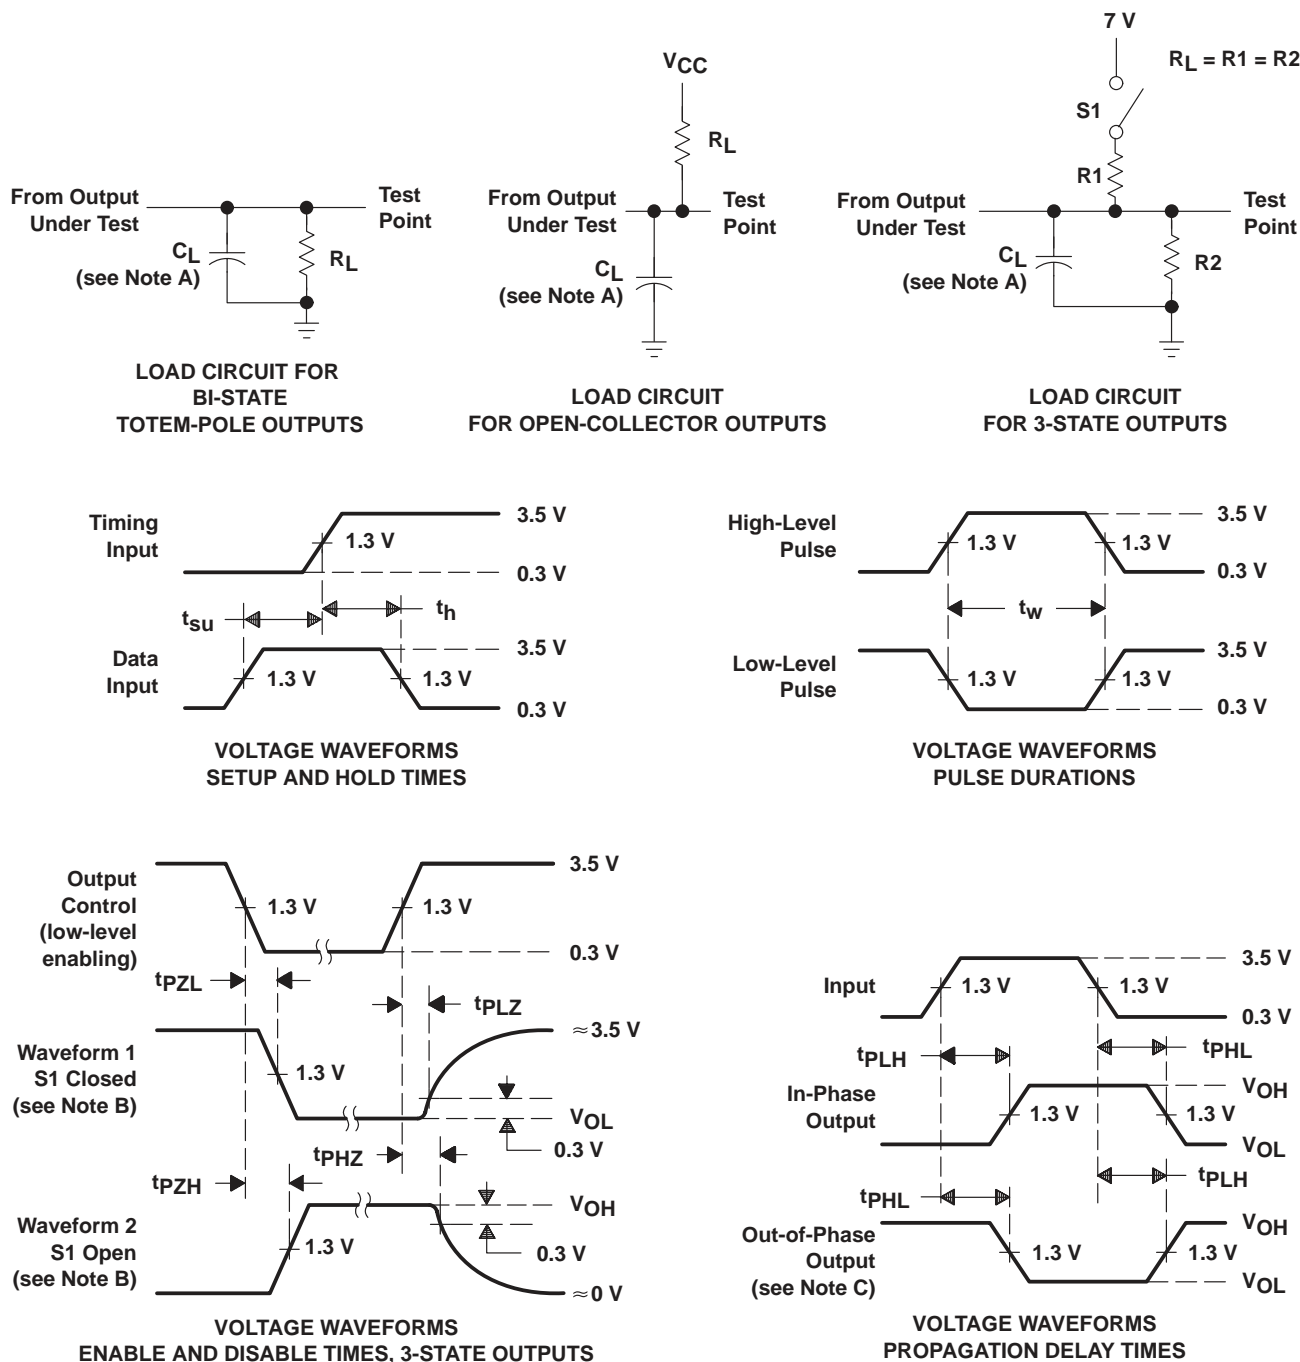 From Output
Under Test
Test
Point
CL
(see Note A)
RL
LOAD CIRCUIT FOR
BI-STATE
TOTEM-POLE OUTPUTS
VCC
RL
From Output
Under Test
Test
Point
CL
(see Note A)
LOAD CIRCUIT
FOR OPEN-COLLECTOR OUTPUTS
7 V
RL = R1 = R2
S1
R1
From Output
Under Test
Test
Point
CL
(see Note A)
R2
LOAD CIRCUIT
FOR 3-STATE OUTPUTS
Timing
Input
1.3 V
3.5 V
0.3 V
tsu
th
Data
Input
1.3 V
1.3 V
3.5 V
0.3 V
VOLTAGE WAVEFORMS
SETUP AND HOLD TIMES
High-Level
Pulse
1.3 V
1.3 V
3.5 V
0.3 V
tw
Low-Level
Pulse
1.3 V
1.3 V
3.5 V
0.3 V
VOLTAGE WAVEFORMS
PULSE DURATIONS
Output
Control
(low-level
enabling)
1.3 V
1.3 V
3.5 V
0.3 V
tPZL
tPLZ
Waveform 1
S1 Closed
(see Note B)
1.3 V
≈3.5 V
VOL
0.3 V
tPHZ
tPZH
Waveform 2
S1 Open
(see Note B)
1.3 V
VOH
0.3 V
≈0 V
VOLTAGE WAVEFORMS
ENABLE AND DISABLE TIMES, 3-STATE OUTPUTS
Input
1.3 V
1.3 V
3.5 V
0.3 V
tPLH
tPHL
In-Phase
Output
1.3 V
1.3 V
VOH
VOL
tPHL
tPLH
Out-of-Phase
Output
(see Note C)
1.3 V
1.3 V
VOH
VOL
VOLTAGE WAVEFORMS
PROPAGATION DELAY TIMES